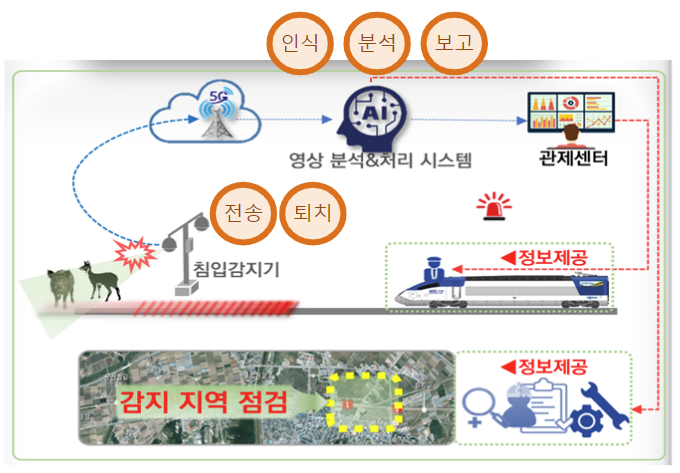 인식 분석 보고
5G
AI
영상 분석&처리 시스템
관제센터
전송 퇴치
침입감지기
◀정보제공
감지 지역 점검
◀정보제공